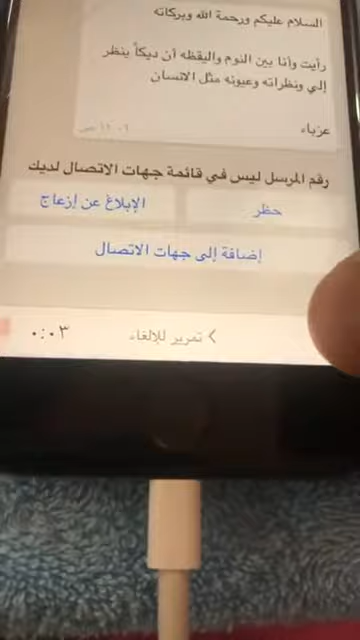 السلام عليكم ورحمة الله وبركاته
رأيت وأنا بين النوم واليقظه أن ديكاً ينظر
إلي ونظراته وعيونه مثل الانسان
عزباء
١٢:٠٦ ص
رقم المرسل ليس في قائمة جهات الاتصال لديك
الإبلاغ عن إزعاج
حظر
إضافة إلى جهات الاتصال
٠:٠٣
تمرير للإلغاء